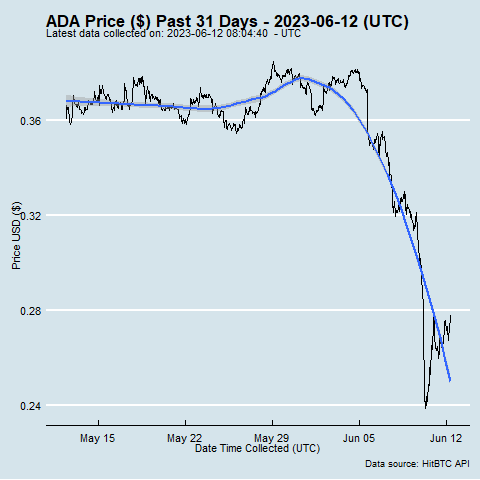 ADA Price ($) Past 31 Days - 2023-06-12 (UTC)
Latest data collected on: 2023-06-12 08:04:40 - UTC
Price USD ($)
0.36
0.32
0.28
0.24
May 15
May 22
May 29
Jun 05
Jun 12
Date Time Collected (UTC)
Data source: HitBTC API